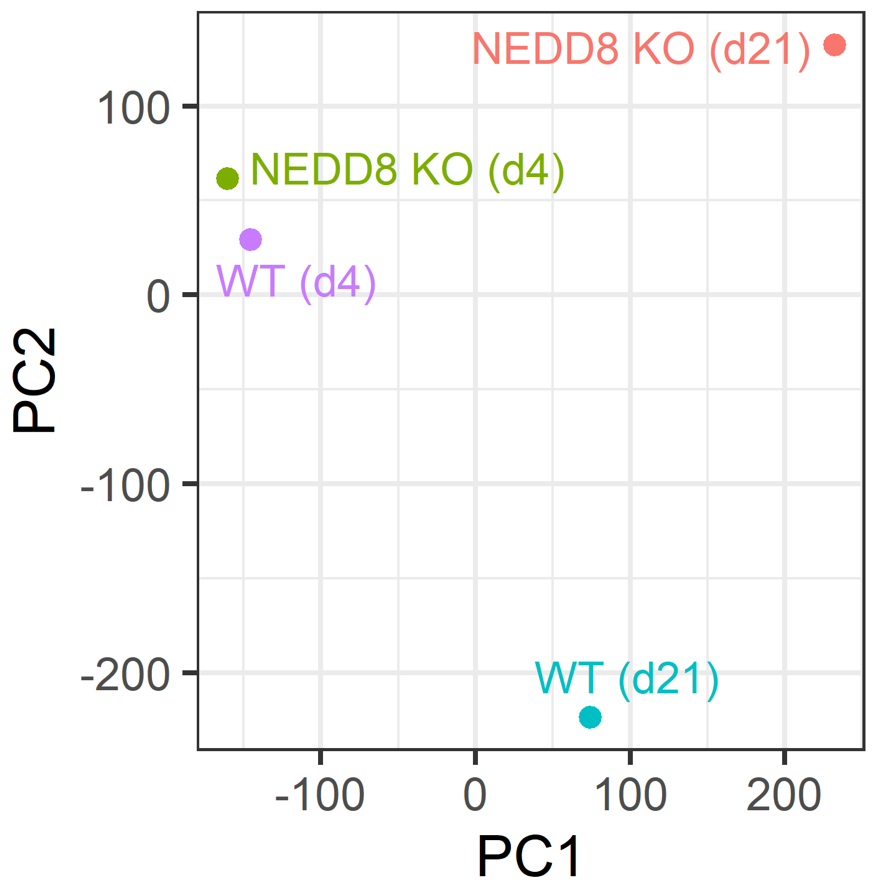 NEDD8 KO (d21)
100
NEDD8 KO (d4)
WT (d4)
0
PC2
-100
-200
WT (d21)
-100
0
100
200
PC1